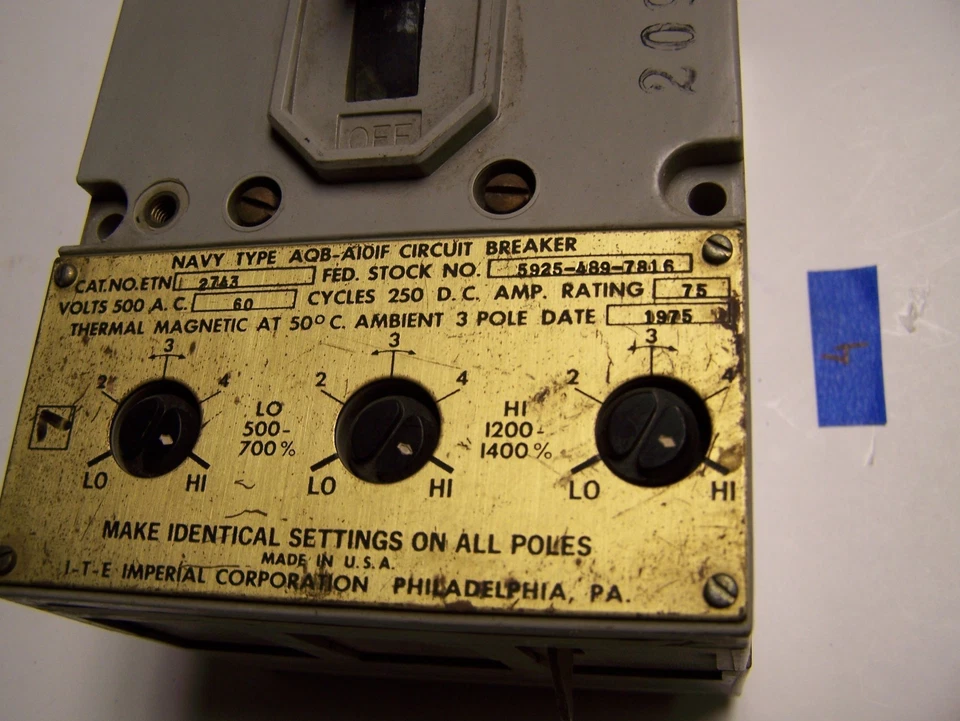 209
OFF
NAVY TYPE AQB-A101F CIRCUIT BREAKER
CAT. NO. ETN 2743 FED. STOCK NO. 5925-489-7816
VOLTS 500 A.C. 60 CYCLES 250 D.C. AMP. RATING 75
THERMAL MAGNETIC AT 50°C. AMBIENT 3 POLE DATE 1975
3 3 3
2 4 2 4 2 4
LO 500-700% HI 1200-1400%
LO HI LO HI LO HI
MAKE IDENTICAL SETTINGS ON ALL POLES
MADE IN U.S.A.
I-T-E IMPERIAL CORPORATION PHILADELPHIA, PA.
4